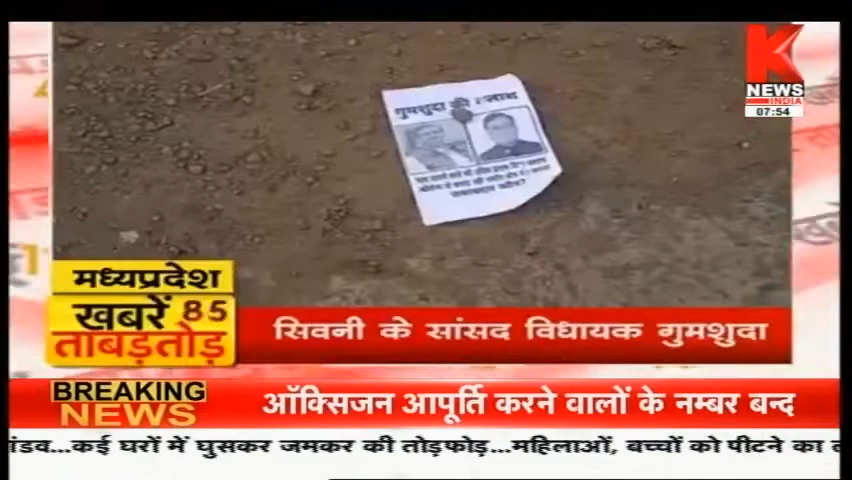 K
NEWS
INDIA
07:54
गुमशुदा की तलाश
मध्यप्रदेश
खबरें 85
ताबड़तोड़
सिवनी के सांसद विधायक गुमशुदा
BREAKING
NEWS
ऑक्सिजन आपूर्ति करने वालों के नम्बर बन्द
ांडव...कई घरों में घुसकर जमकर की तोड़फोड़...महिलाओं, बच्चों को पीटने का